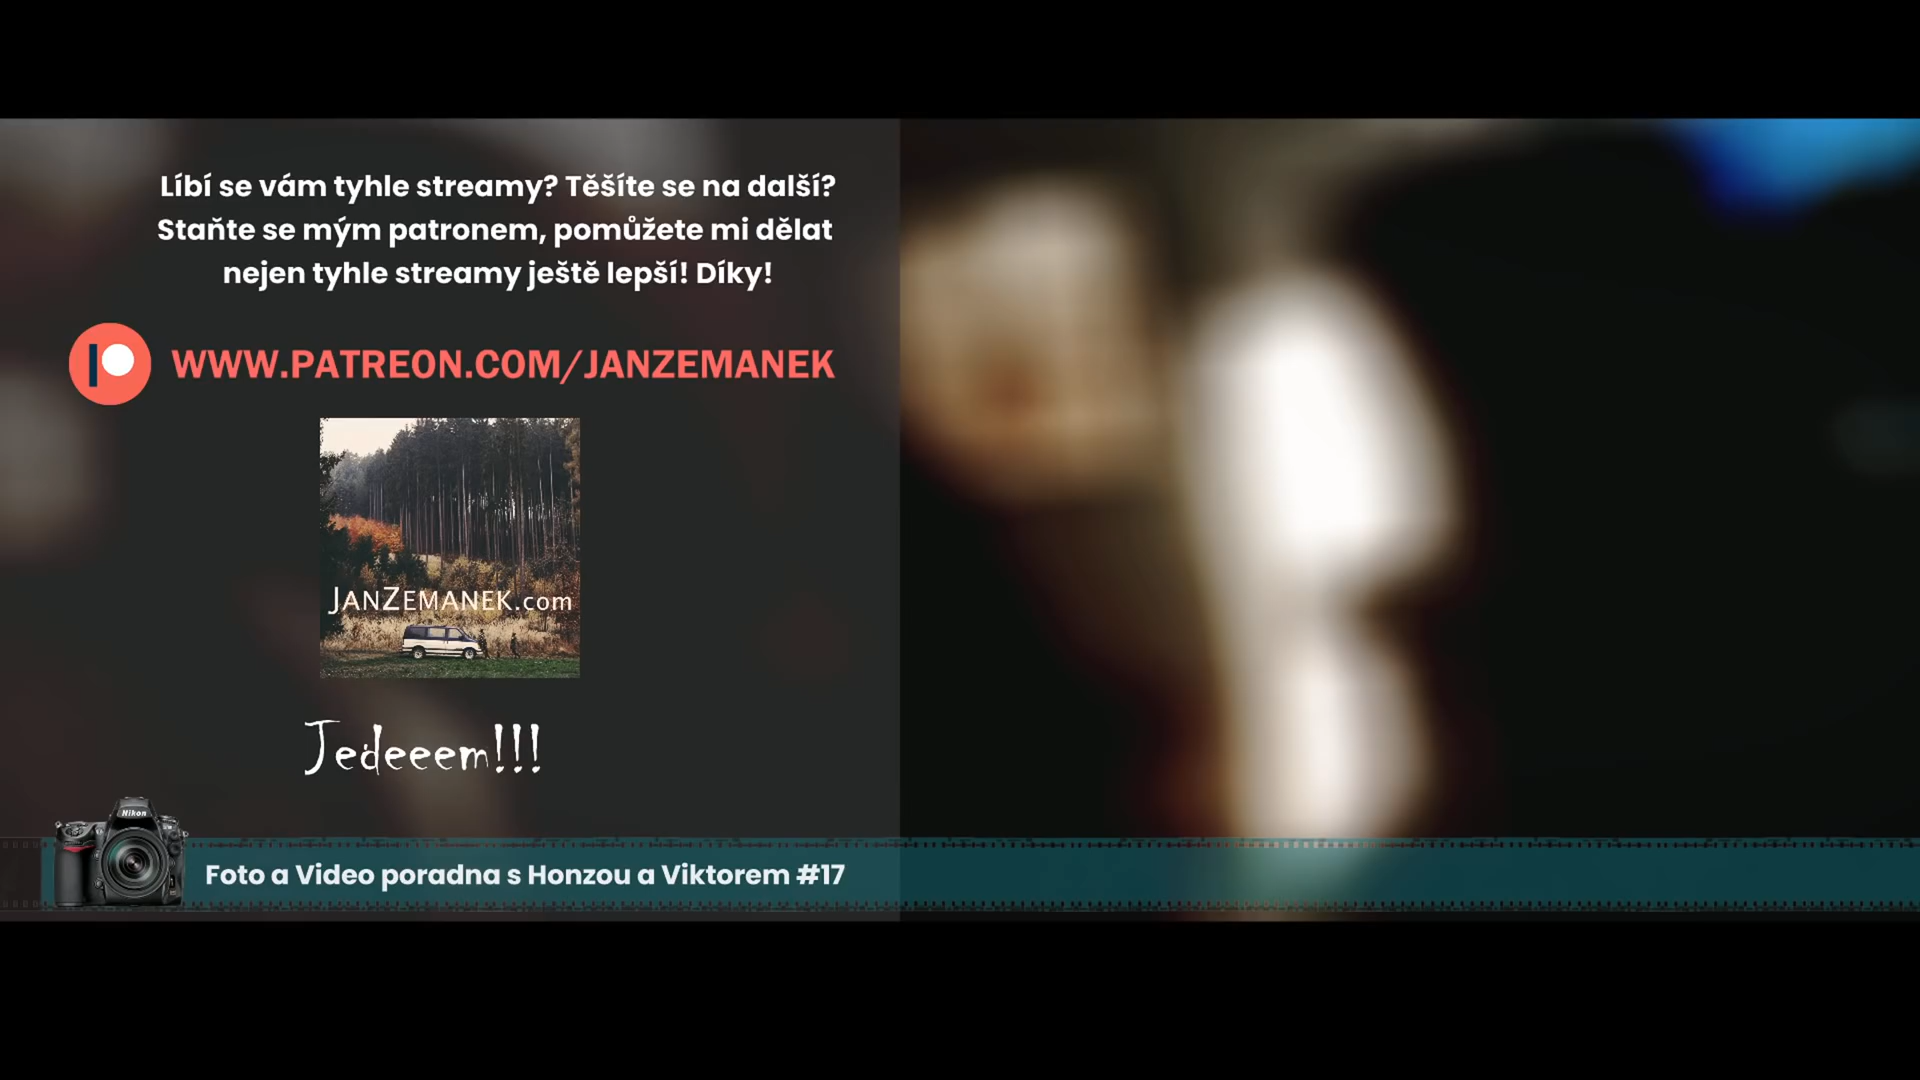 Líbí se vám tyhle streamy? Těšíte se na další?
Staňte se mým patronem, pomůžete mi dělat
nejen tyhle streamy ještě lepší! Díky!
WWW.PATREON.COM/JANZEMANEK
JANZEMANEK.com
Jedeeem!!!
Nikon
Foto a Video poradna s Honzou a Viktorem #17